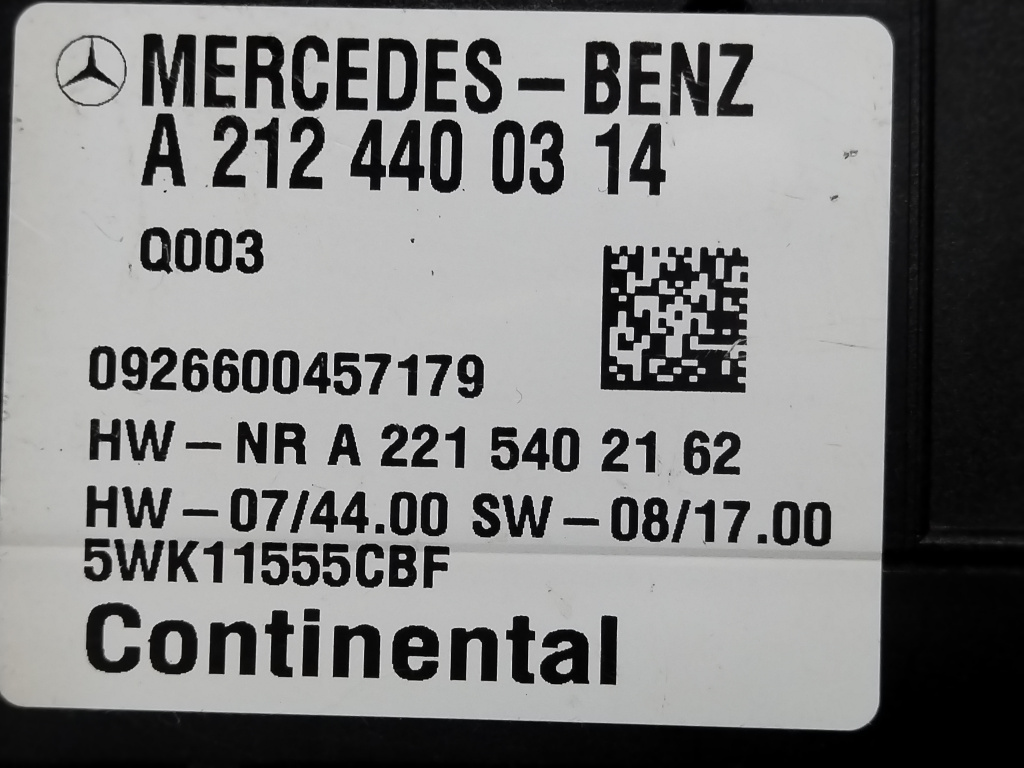 MERCEDES-BENZ
A 212 440 03 14
Q003
0926600457179
HW-NR A 221 540 21 62
HW-07/44.00 SW-08/17.00
5WK11555CBF
Continental